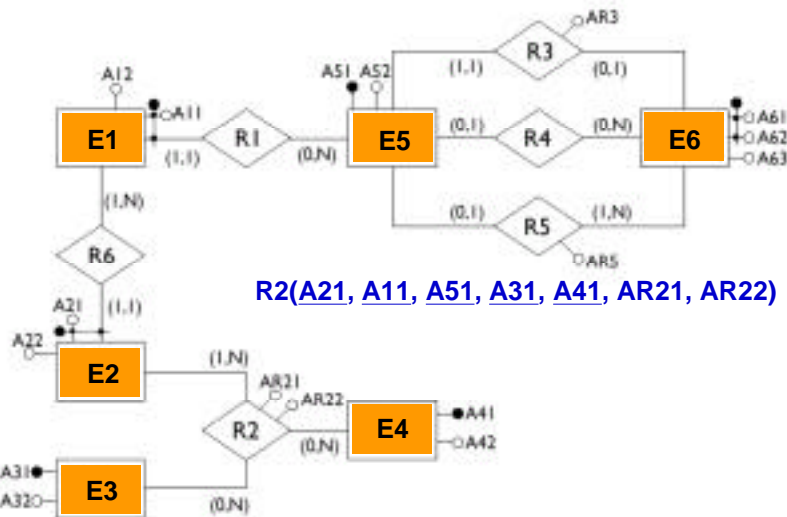 AR3
R3
(1,1)
(0,1)
A12
A11
A51
A52
E1
R1
(1,1)
(0,N)
E5
(0,1)
R4
(0,N)
E6
A61
A62
A63
(1,N)
(0,1)
R5
(1,N)
AR5
R6
R2(A21, A11, A51, A31, A41, AR21, AR22)
A21
(1,1)
A22
E2
(1,N)
AR21
AR22
R2
(0,N)
E4
A41
A42
A31
A32
E3
(0,N)